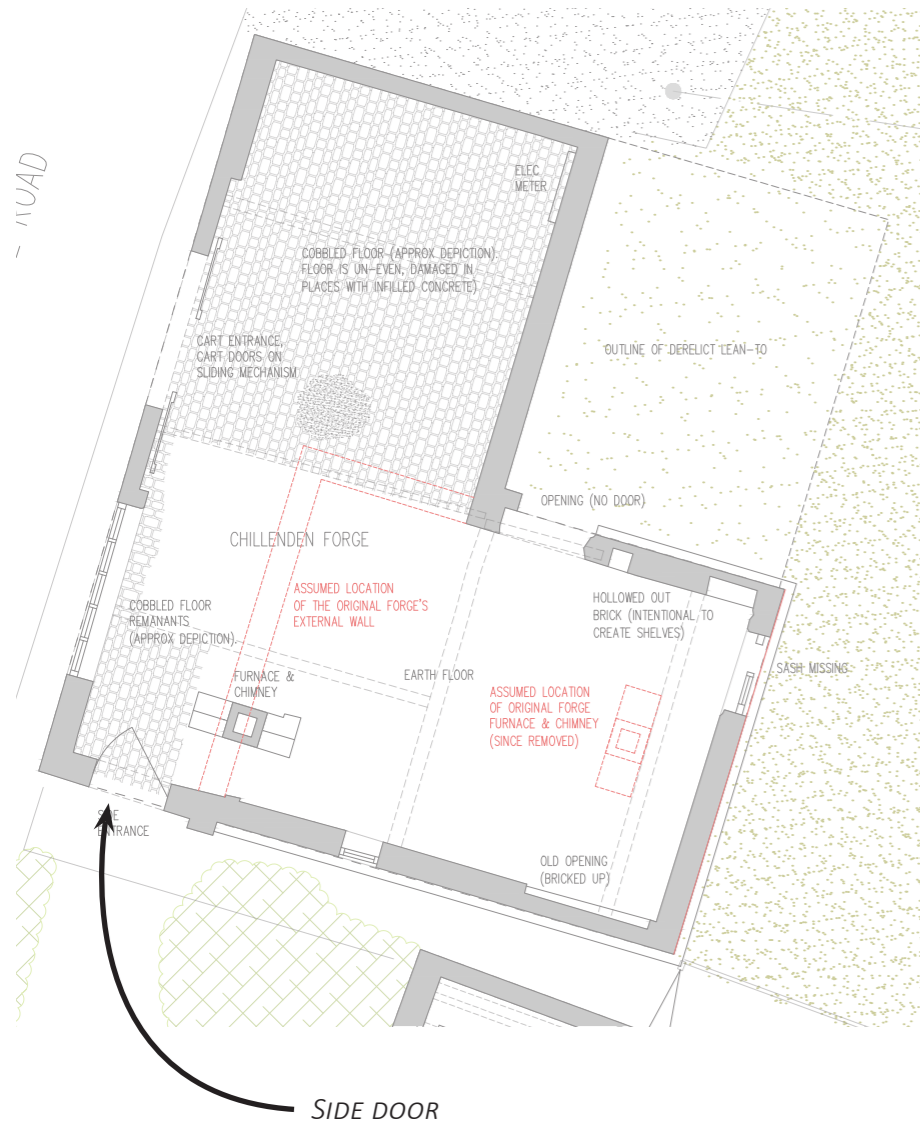 ELEC
METER
COBBLED FLOOR (APPROX DEPICTION).
FLOOR IS UN-EVEN, DAMAGED IN
PLACES WITH INFILLED CONCRETE)
CART ENTRANCE,
CART DOORS ON
SLIDING MECHANISM
OUTLINE OF DERELICT LEAN-TO
OPENING (NO DOOR)
CHILLENDEN FORGE
ASSUMED LOCATION
OF THE ORIGINAL FORGE'S
EXTERNAL WALL
COBBLED FLOOR
REMANANTS
(APPROX DEPICTION).
HOLLOWED OUT
BRICK (INTENTIONAL TO
CREATE SHELVES)
FURNACE &
CHIMNEY
EARTH FLOOR
SASH MISSING
ASSUMED LOCATION
OF ORIGINAL FORGE
FURNACE & CHIMNEY
(SINCE REMOVED)
SIDE
ENTRANCE
OLD OPENING
(BRICKED UP)
SIDE DOOR